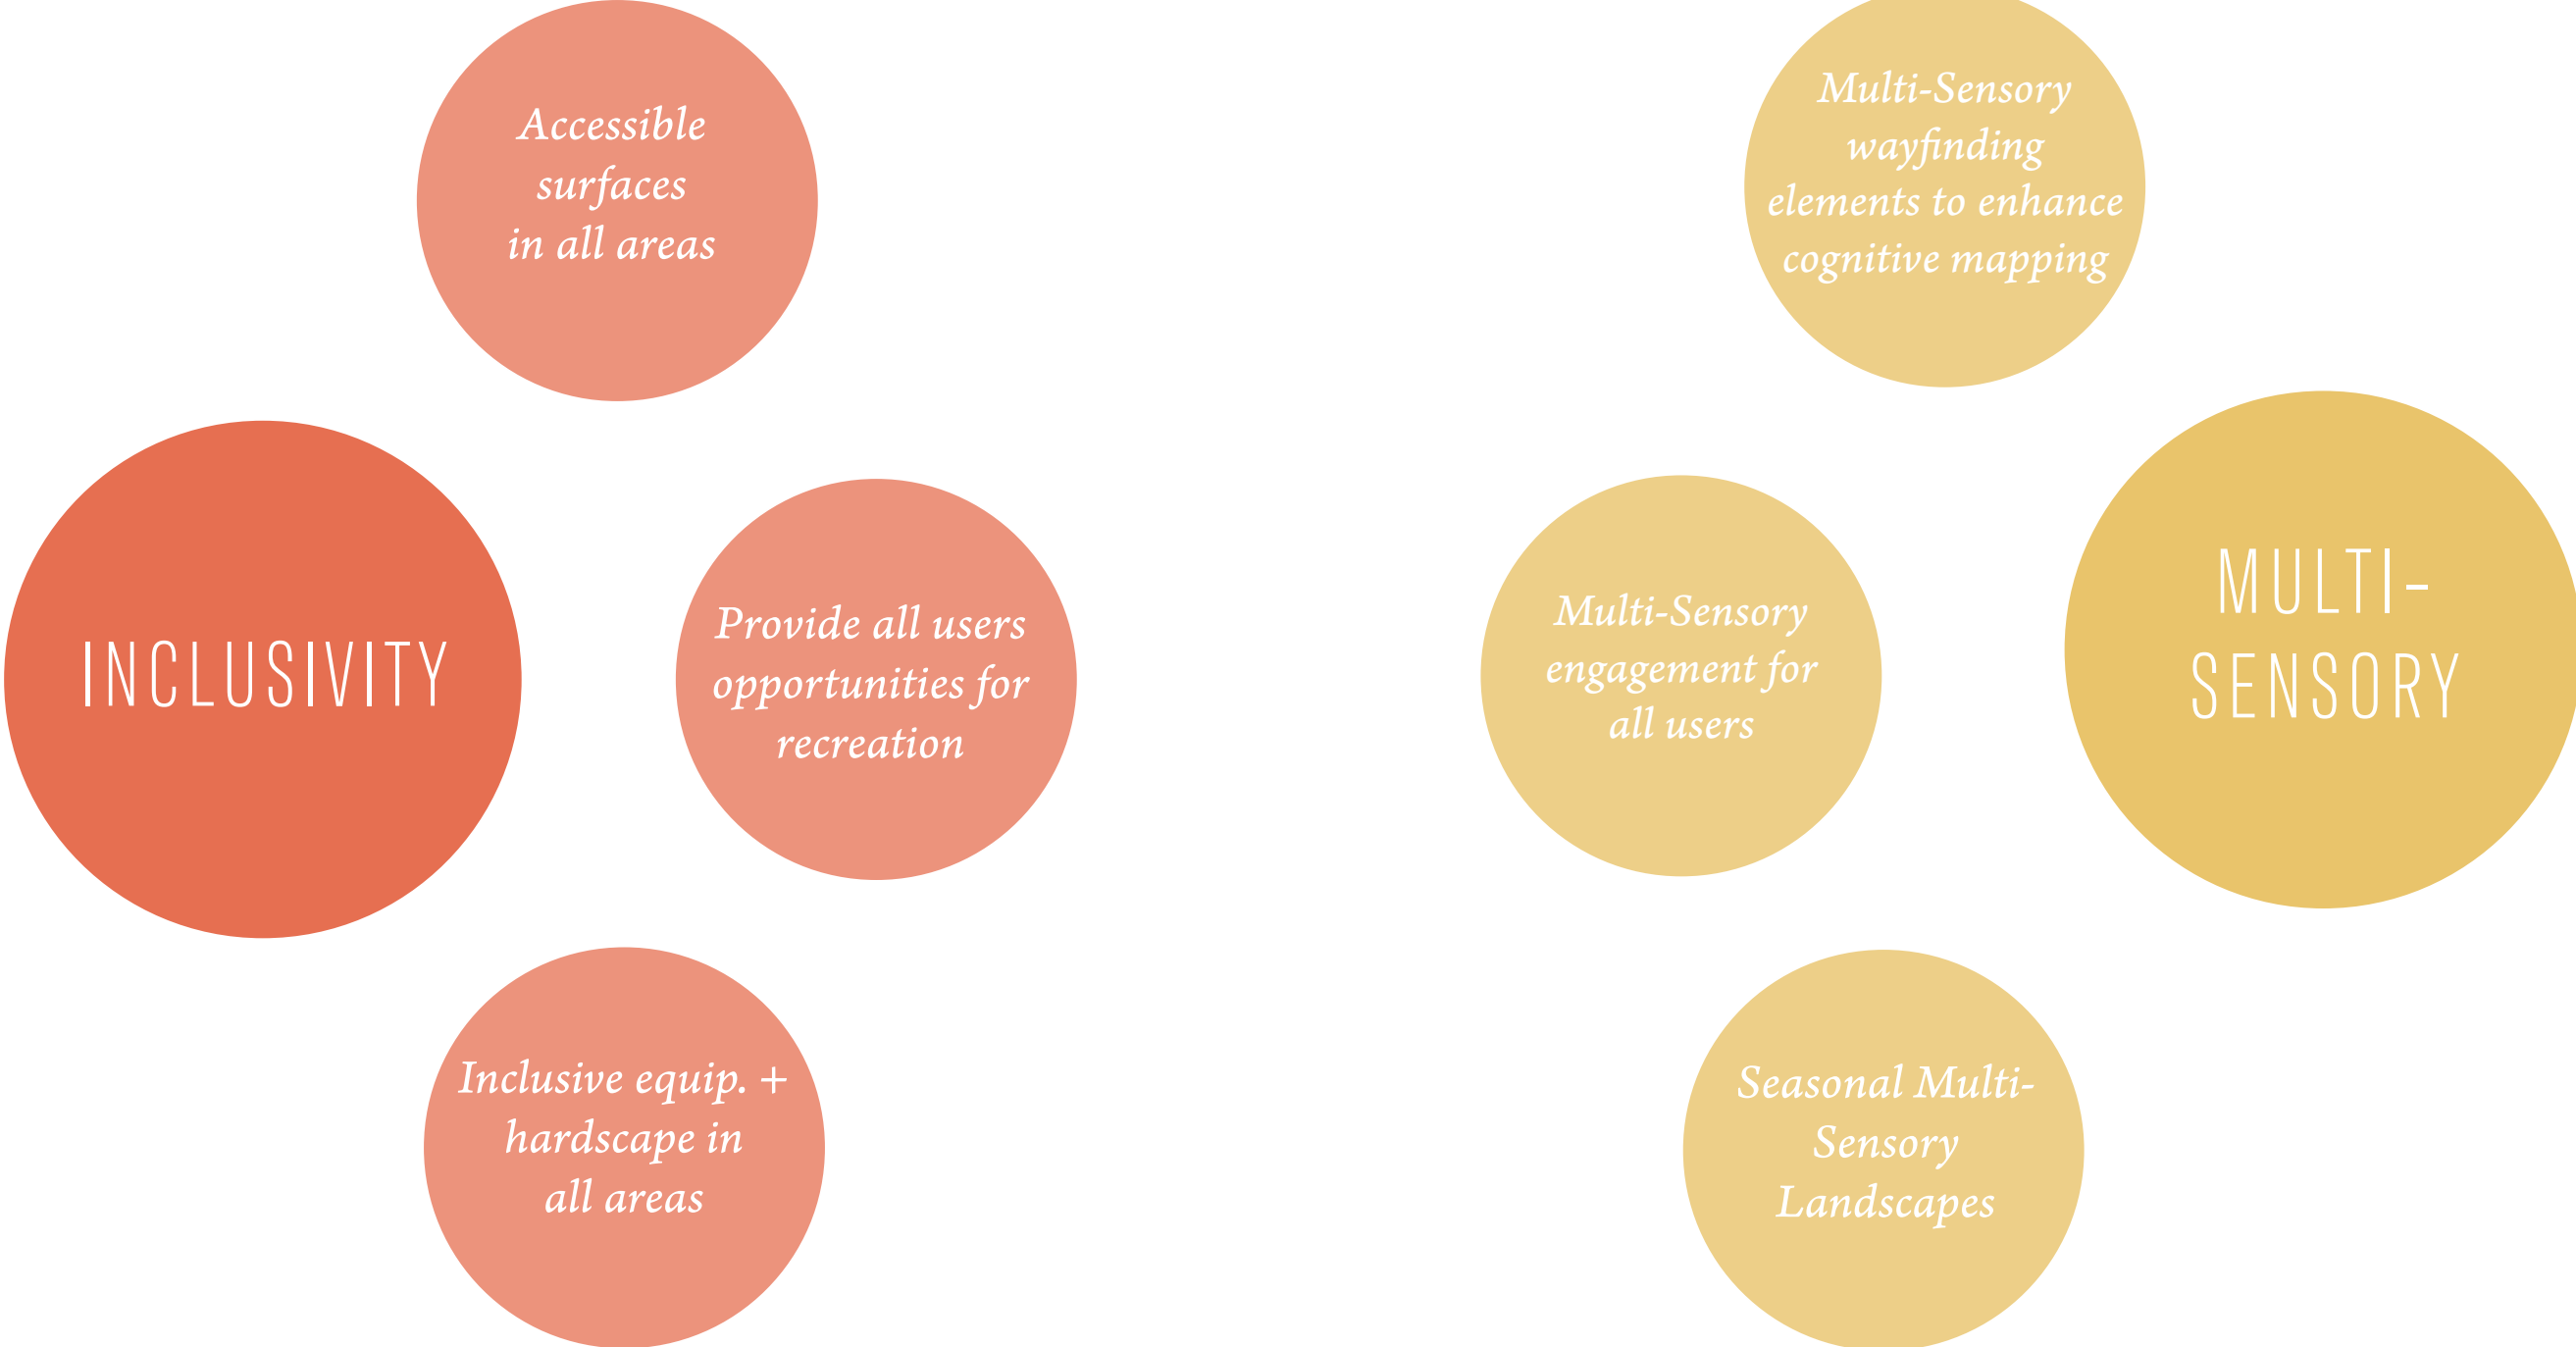 Accessible
surfaces
in all areas
INCLUSIVITY
Provide all users
opportunities for
recreation
Inclusive equip. +
hardscape in
all areas
Multi-Sensory
wayfinding
elements to enhance
cognitive mapping
Multi-Sensory
engagement for
all users
MULTI-
SENSORY
Seasonal Multi-
Sensory
Landscapes